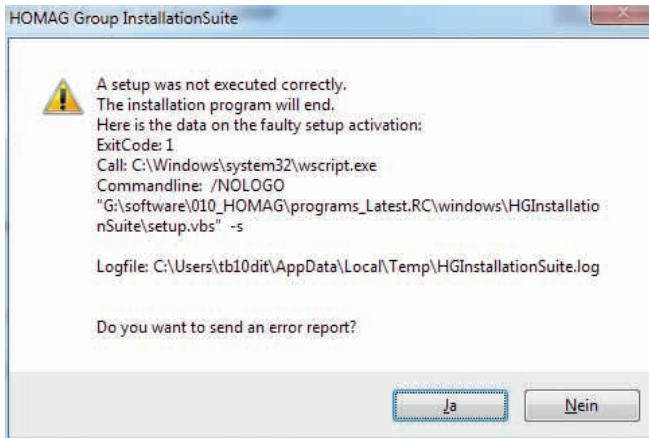 HOMAG Group InstallationSuite
A setup was not executed correctly.
The installation program will end.
Here is the data on the faulty setup activation:
ExitCode: 1
Call: C:\Windows\system32\wscript.exe
Commandline:  /NOLOGO
"G:\software\010_HOMAG\programs_Latest.RC\windows\HGInstallatio
nSuite\setup.vbs"  -s
Logfile: C:\Users\tb10dit\AppData\Local\Temp\HGInstallationSuite.log
Do you want to send an error report?
Ja
Nein